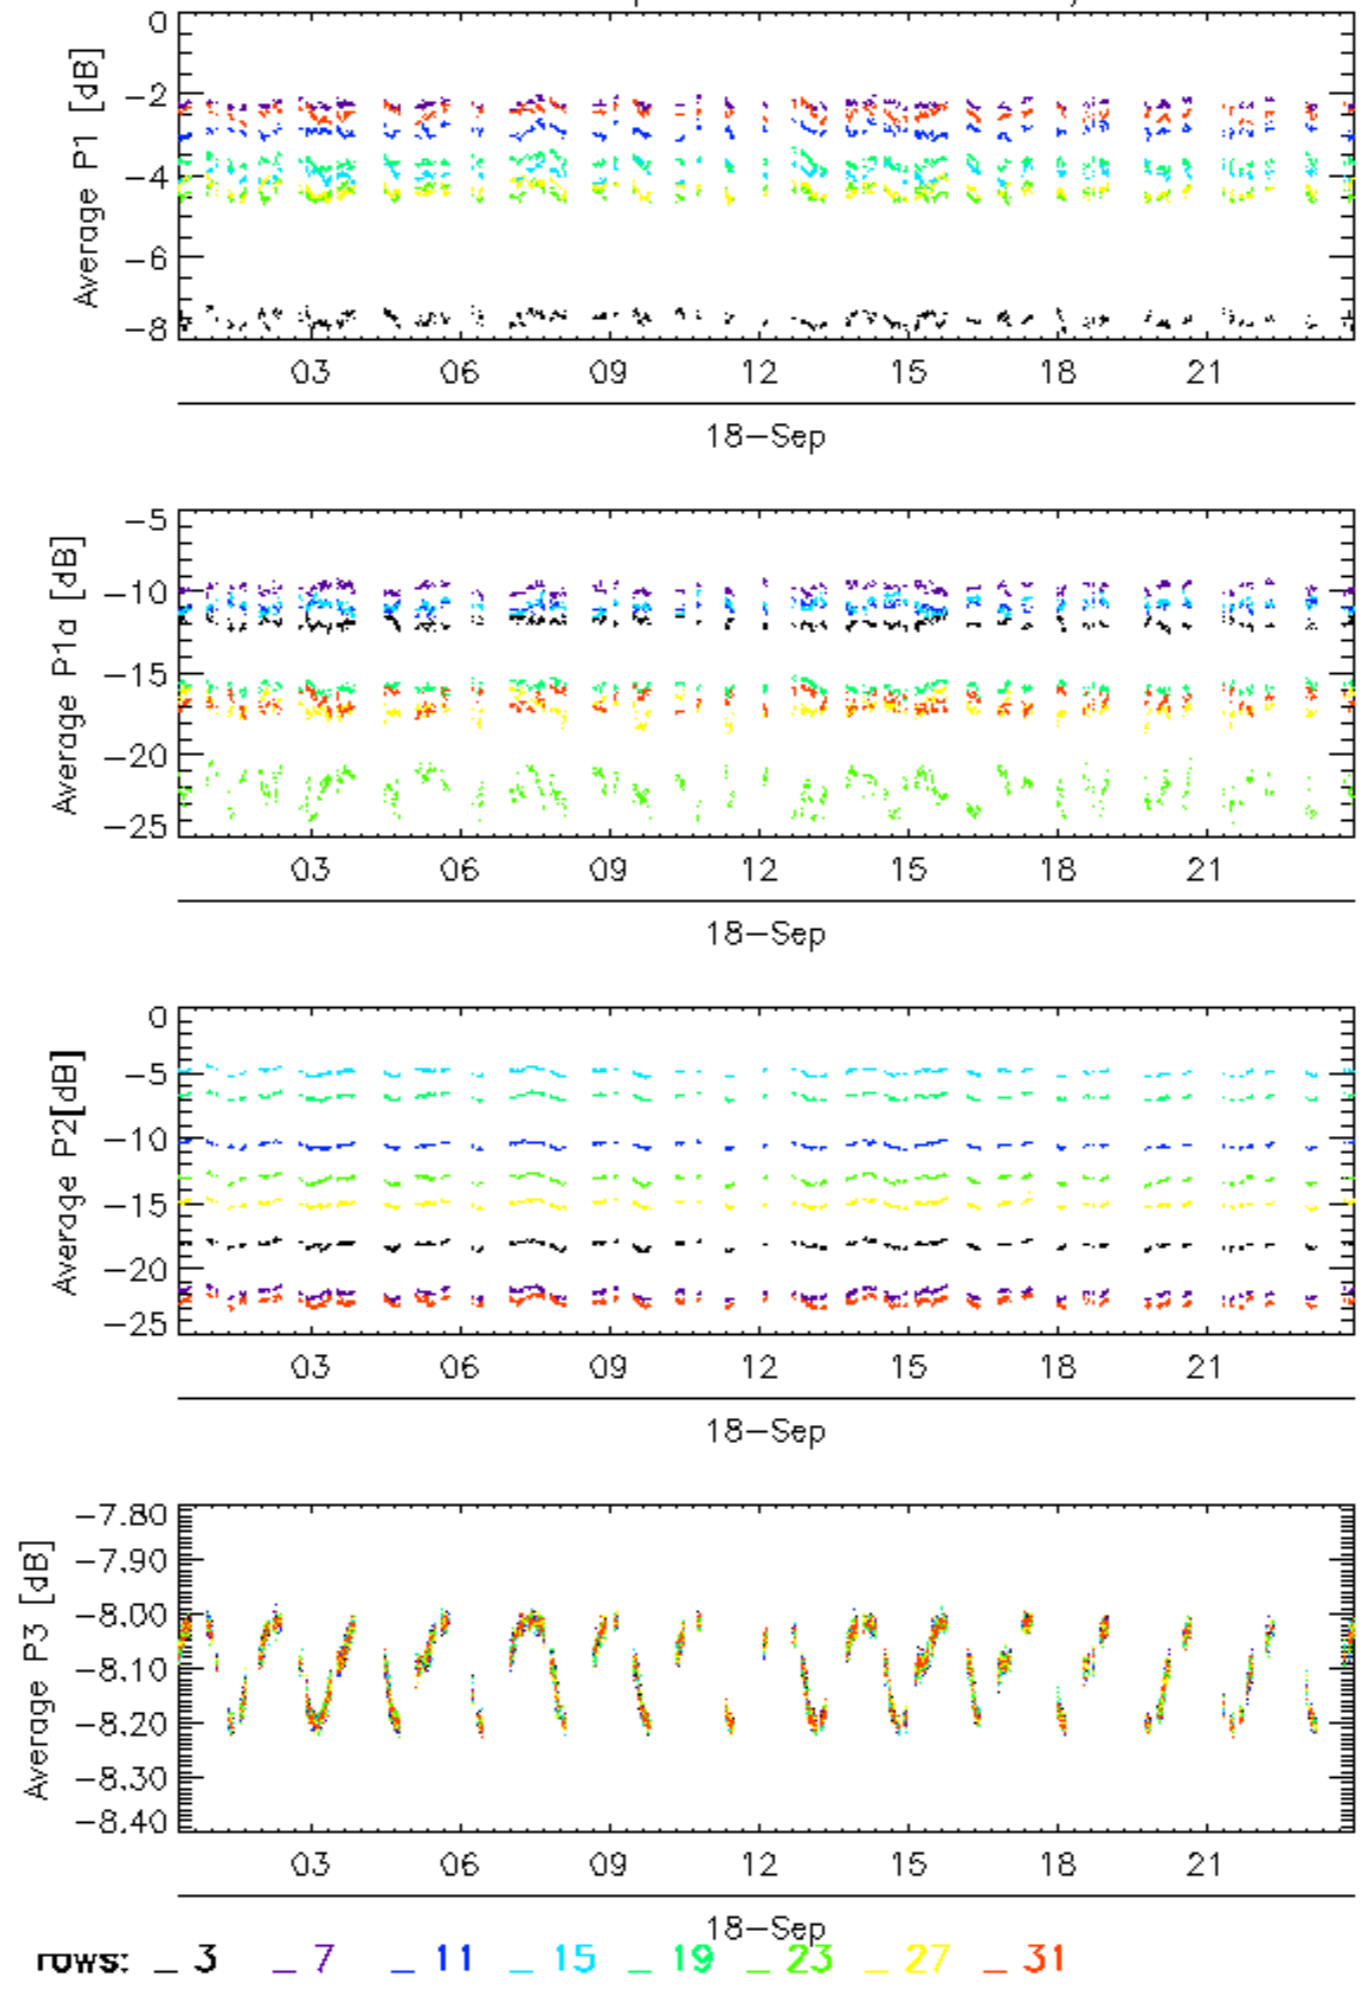 Average P1 [dB]
0
−2
−4
−6
−8
03 06 09 12 15 18 21
18−Sep
Average P1a [dB]
−5
−10
−15
−20
−25
03 06 09 12 15 18 21
18−Sep
Average P2[dB]
0
−5
−10
−15
−20
−25
03 06 09 12 15 18 21
18−Sep
Average P3 [dB]
−7.80
−7.90
−8.00
−8.10
−8.20
−8.30
−8.40
03 06 09 12 15 18 21
18−Sep
rows: _ 3 _ 7 _ 11 _ 15 _ 19 _ 23 _ 27 _ 31